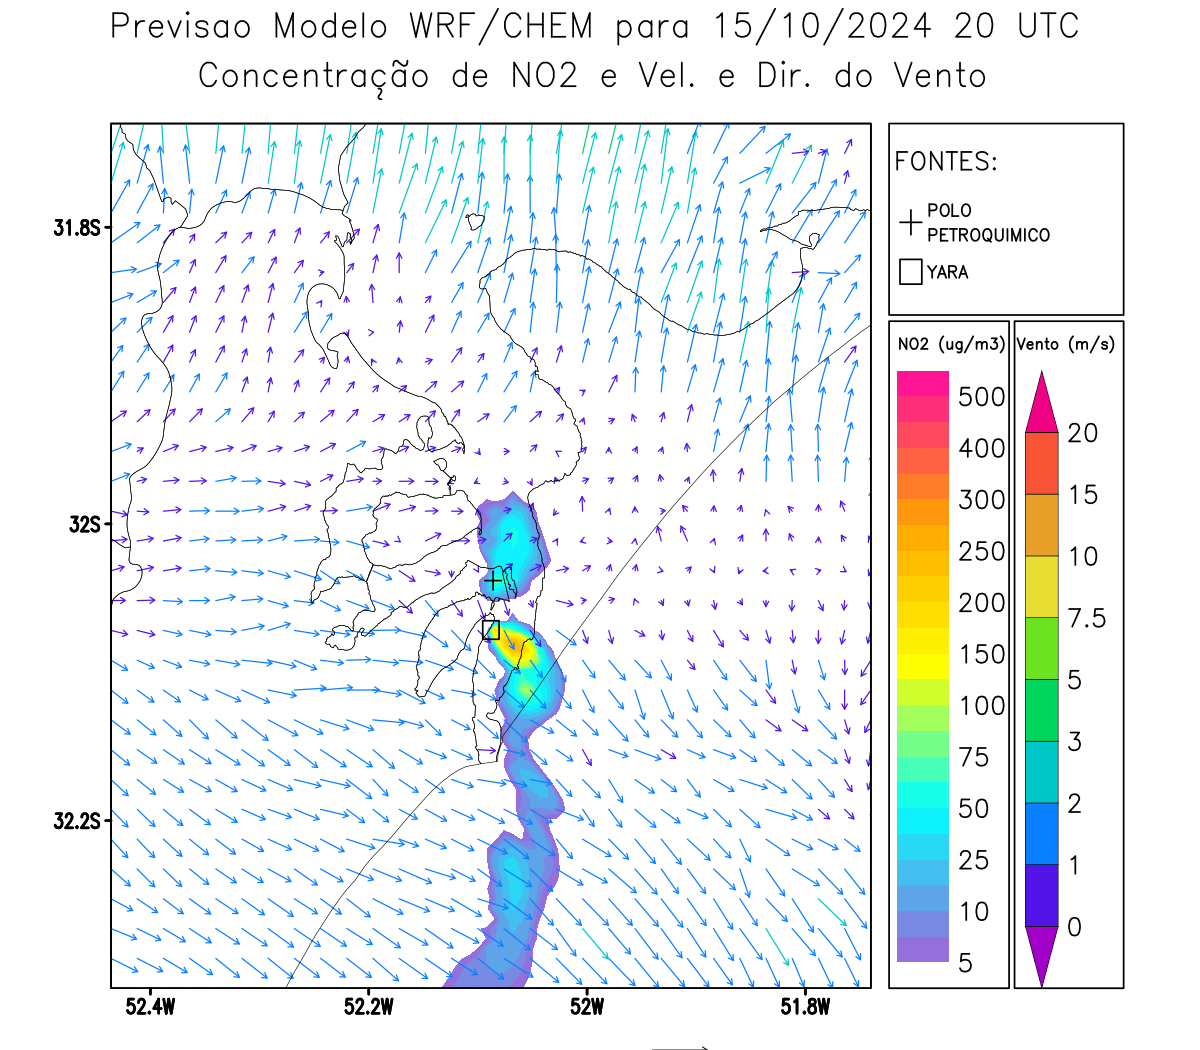 Previsao Modelo WRF/CHEM para 15/10/2024 20 UTC
Concentração de NO2 e Vel. e Dir. do Vento
FONTES:
POLO
PETROQUIMICO
YARA
NO2 (ug/m3)
500
400
300
250
200
150
100
75
50
25
10
5
Vento (m/s)
20
15
10
7.5
5
3
2
1
0
31.8S
32S
32.2S
52.4W
52.2W
52W
51.8W